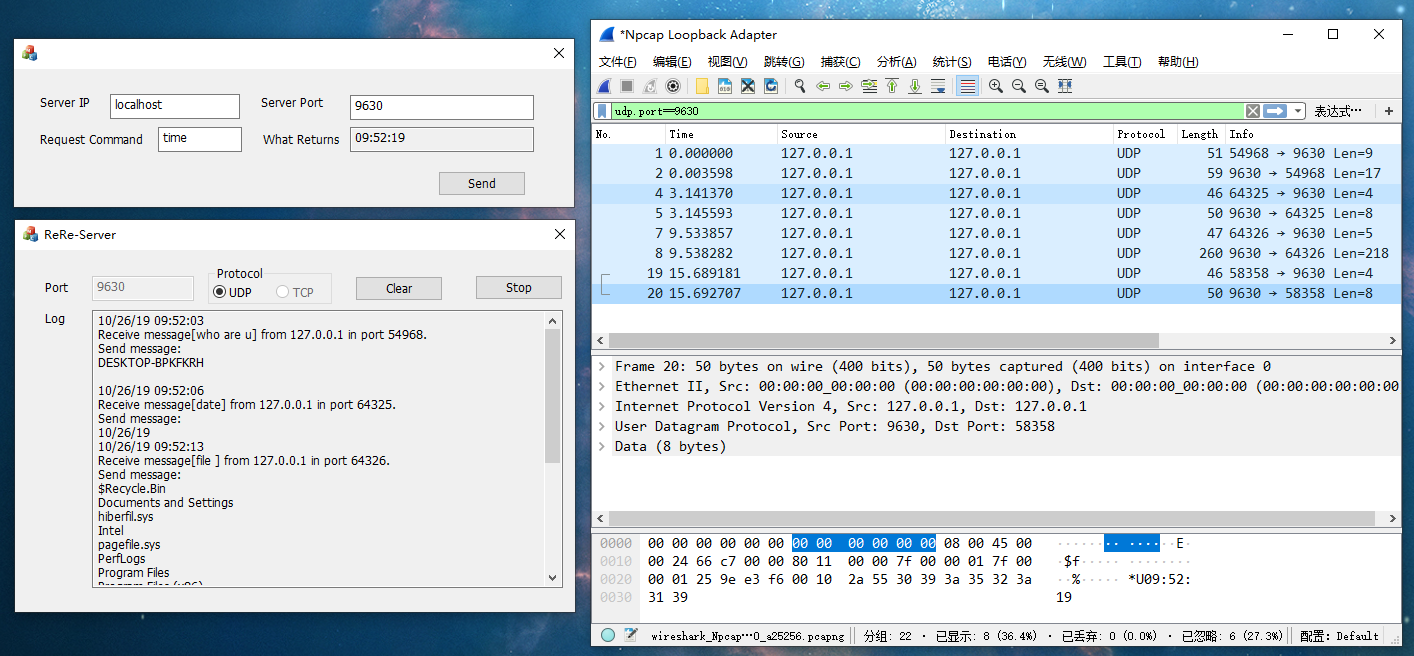 Server IP localhost Server Port 9630
Request Command time What Returns 09:52:19
Send
ReRe-Server
Port 9630 Protocol UDP TCP Clear Stop
Log
10/26/19 09:52:03
Receive message[who are u] from 127.0.0.1 in port 54968.
Send message:
DESKTOP-BPKFKRH
10/26/19 09:52:06
Receive message[date] from 127.0.0.1 in port 64325.
Send message:
10/26/19
10/26/19 09:52:13
Receive message[file ] from 127.0.0.1 in port 64326.
Send message:
$Recycle.Bin
Documents and Settings
hiberfil.sys
Intel
pagefile.sys
PerfLogs
Program Files
Program Files (x86)
*Npcap Loopback Adapter
文件(F) 编辑(E) 视图(V) 跳转(G) 捕获(C) 分析(A) 统计(S) 电话(Y) 无线(W) 工具(T) 帮助(H)
udp.port==9630 表达式… +
No. Time Source Destination Protocol Length Info
1 0.000000 127.0.0.1 127.0.0.1 UDP 51 54968 → 9630 Len=9
2 0.003598 127.0.0.1 127.0.0.1 UDP 59 9630 → 54968 Len=17
4 3.141370 127.0.0.1 127.0.0.1 UDP 46 64325 → 9630 Len=4
5 3.145593 127.0.0.1 127.0.0.1 UDP 50 9630 → 64325 Len=8
7 9.533857 127.0.0.1 127.0.0.1 UDP 47 64326 → 9630 Len=5
8 9.538282 127.0.0.1 127.0.0.1 UDP 260 9630 → 64326 Len=218
19 15.689181 127.0.0.1 127.0.0.1 UDP 46 58358 → 9630 Len=4
20 15.692707 127.0.0.1 127.0.0.1 UDP 50 9630 → 58358 Len=8
Frame 20: 50 bytes on wire (400 bits), 50 bytes captured (400 bits) on interface 0
Ethernet II, Src: 00:00:00_00:00:00 (00:00:00:00:00:00), Dst: 00:00:00_00:00:00 (00:00:00:00:00:00
Internet Protocol Version 4, Src: 127.0.0.1, Dst: 127.0.0.1
User Datagram Protocol, Src Port: 9630, Dst Port: 58358
Data (8 bytes)
0000 00 00 00 00 00 00 00 00 00 00 00 00 08 00 45 00 ········ ······E·
0010 00 24 66 c7 00 00 80 11 00 00 7f 00 00 01 7f 00 ·$f····· ········
0020 00 01 25 9e e3 f6 00 10 2a 55 30 39 3a 35 32 3a ··%····· *U09:52:
0030 31 39 19
wireshark_Npcap…0_a25256.pcapng 分组: 22 · 已显示: 8 (36.4%) · 已丢弃: 0 (0.0%) · 已忽略: 6 (27.3%) 配置: Default